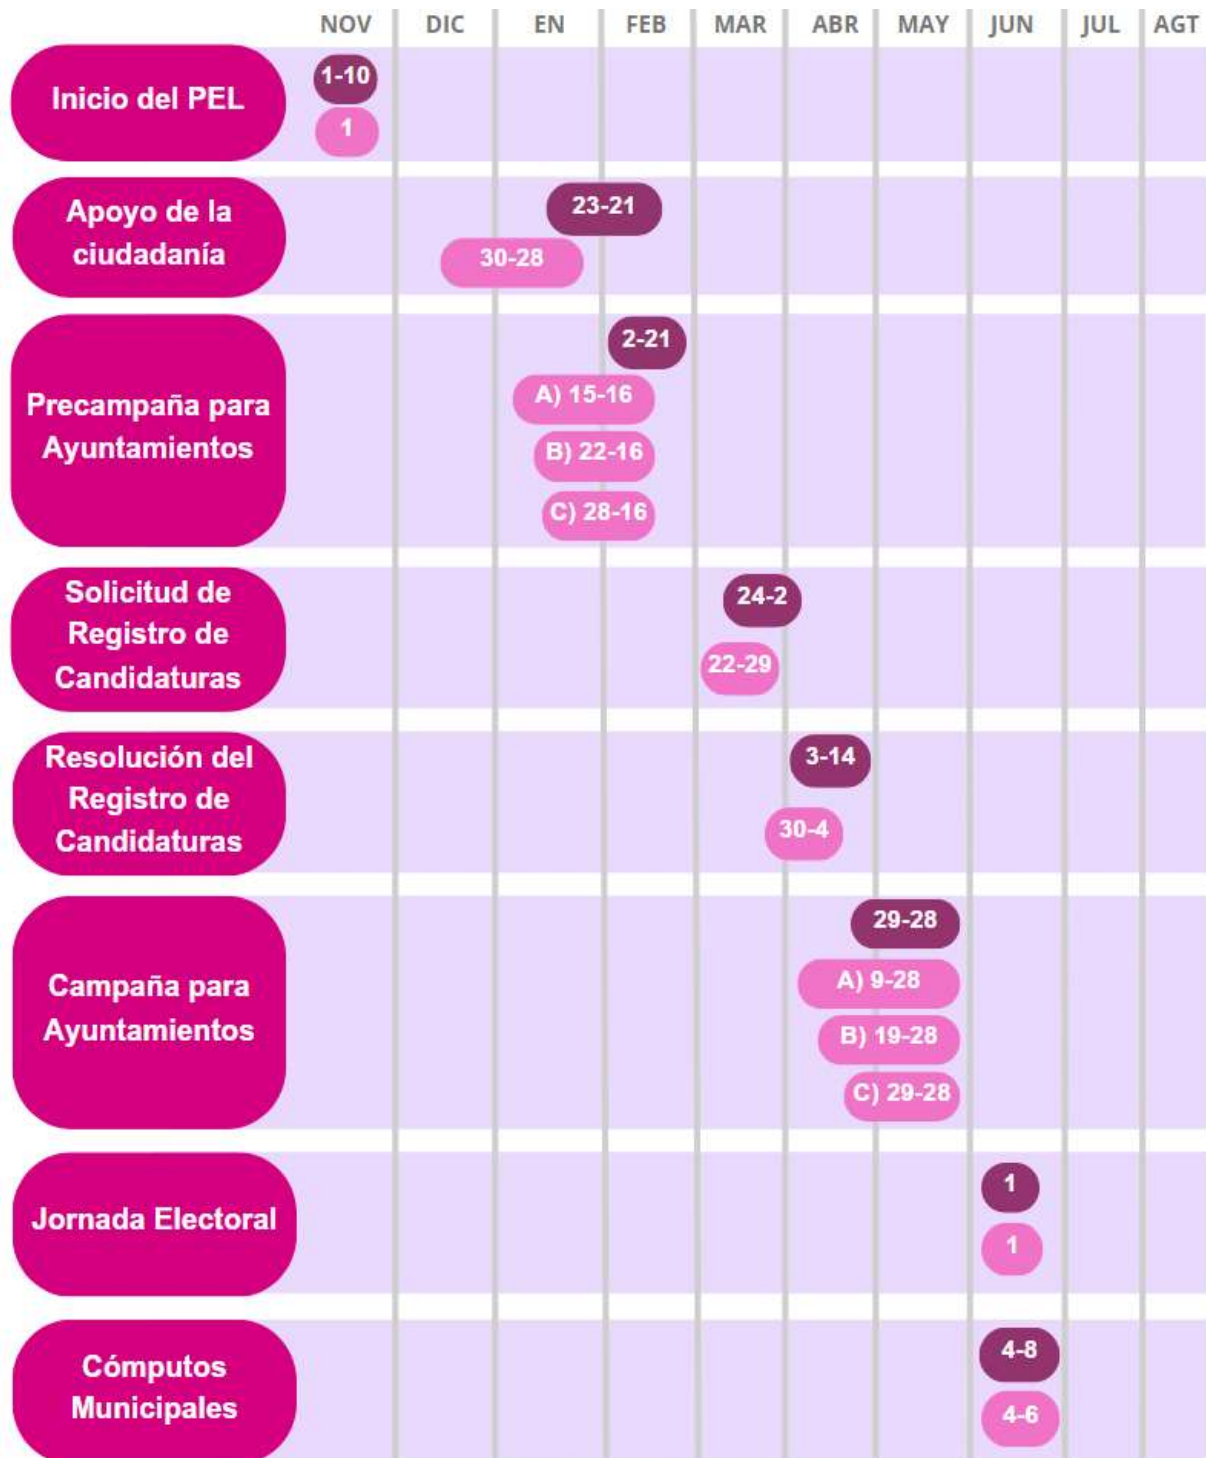 NOV DIC EN FEB MAR ABR MAY JUN JUL AGT
Inicio del PEL
1-10
1
Apoyo de la
ciudadanía
23-21
30-28
Precampaña para
Ayuntamientos
2-21
A) 15-16
B) 22-16
C) 28-16
Solicitud de
Registro de
Candidaturas
24-2
22-29
Resolución del
Registro de
Candidaturas
3-14
30-4
Campaña para
Ayuntamientos
29-28
A) 9-28
B) 19-28
C) 29-28
Jornada Electoral
1
1
Cómputos
Municipales
4-8
4-6